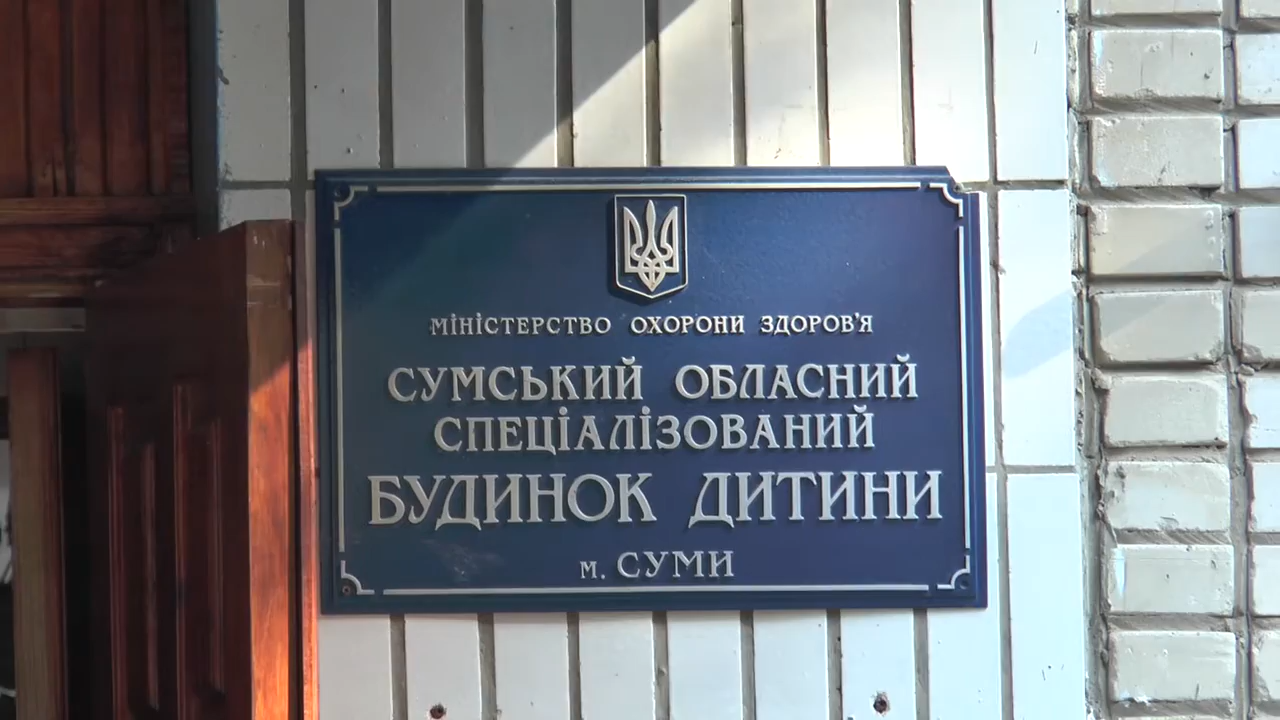 МІНІСТЕРСТВО ОХОРОНИ ЗДОРОВ'Я
СУМСЬКИЙ ОБЛАСНИЙ
СПЕЦІАЛІЗОВАНИЙ
БУДИНОК ДИТИНИ
м. СУМИ